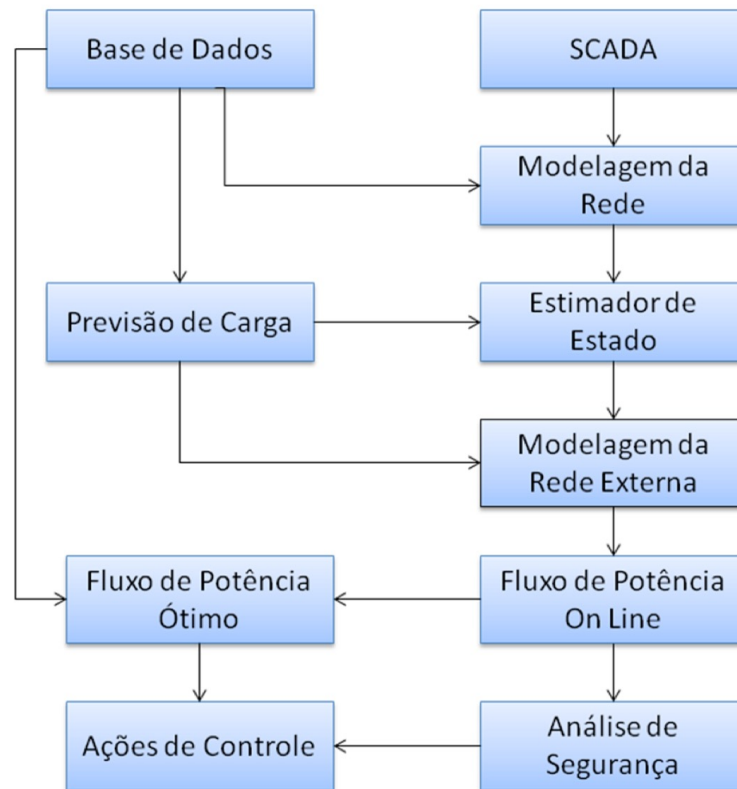 Base de Dados
SCADA
Modelagem da
Rede
Previsão de Carga
Estimador de
Estado
Modelagem da
Rede Externa
Fluxo de Potência
Ótimo
Fluxo de Potência
On Line
Ações de Controle
Análise de
Segurança